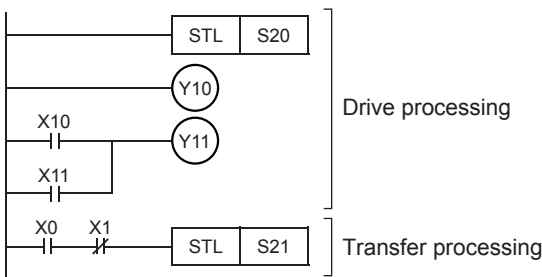 STL S20
Y10
Drive processing
X10
Y11
X11
X0 X1
STL S21
Transfer processing